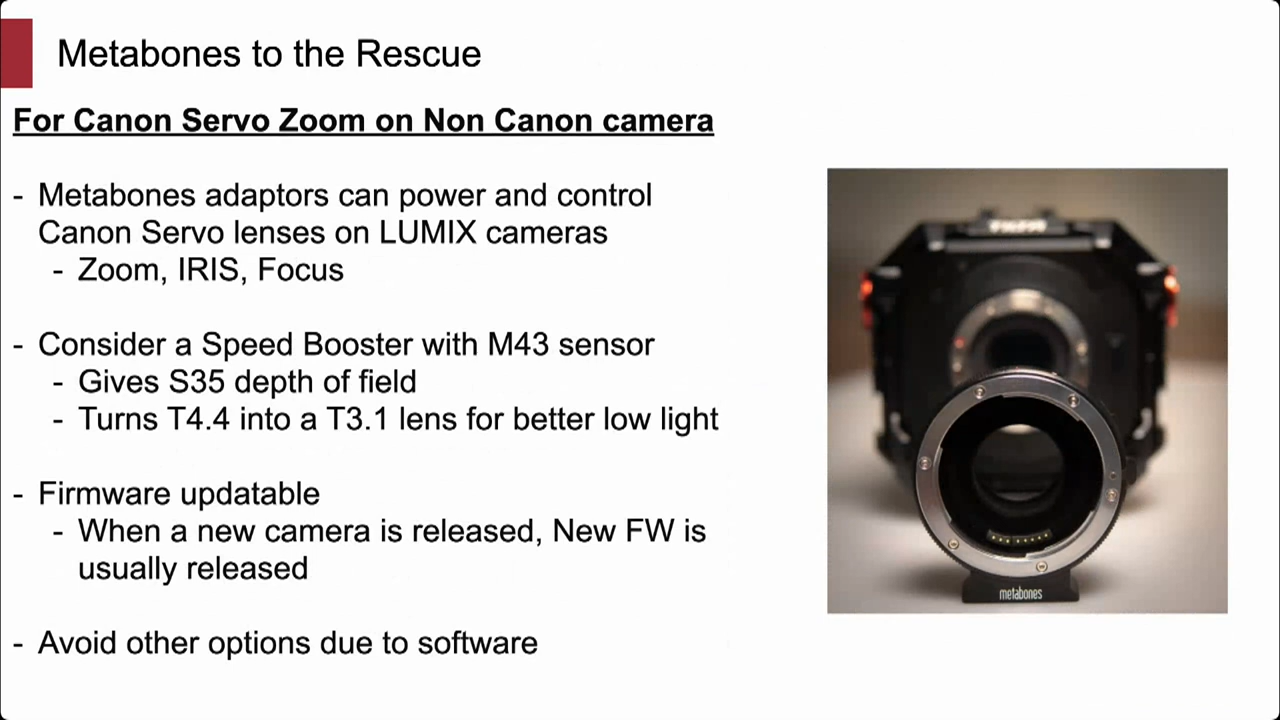 Metabones to the Rescue
For Canon Servo Zoom on Non Canon camera
- Metabones adaptors can power and control
Canon Servo lenses on LUMIX cameras
- Zoom, IRIS, Focus
- Consider a Speed Booster with M43 sensor
- Gives S35 depth of field
- Turns T4.4 into a T3.1 lens for better low light
- Firmware updatable
- When a new camera is released, New FW is
usually released
- Avoid other options due to software
metabones